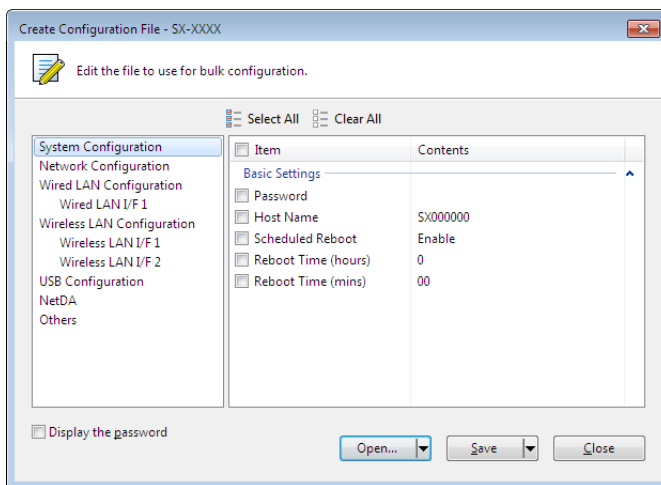 Create Configuration File - SX-XXXX
Edit the file to use for bulk configuration.
Select All Clear All
System Configuration
Network Configuration
Wired LAN Configuration
Wired LAN I/F 1
Wireless LAN Configuration
Wireless LAN I/F 1
Wireless LAN I/F 2
USB Configuration
NetDA
Others
Item Contents
Basic Settings
Password
Host Name SX000000
Scheduled Reboot Enable
Reboot Time (hours) 0
Reboot Time (mins) 00
Display the password
Open... Save Close